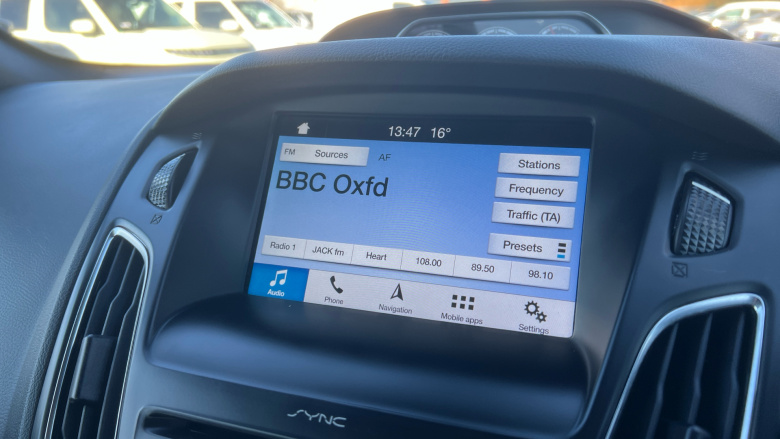 13:47 16°
FM Sources AF
BBC Oxfd
Stations
Frequency
Traffic (TA)
Presets
Radio 1 JACK fm Heart 108.00 89.50 98.10
Audio Phone Navigation Mobile apps Settings
SYNC